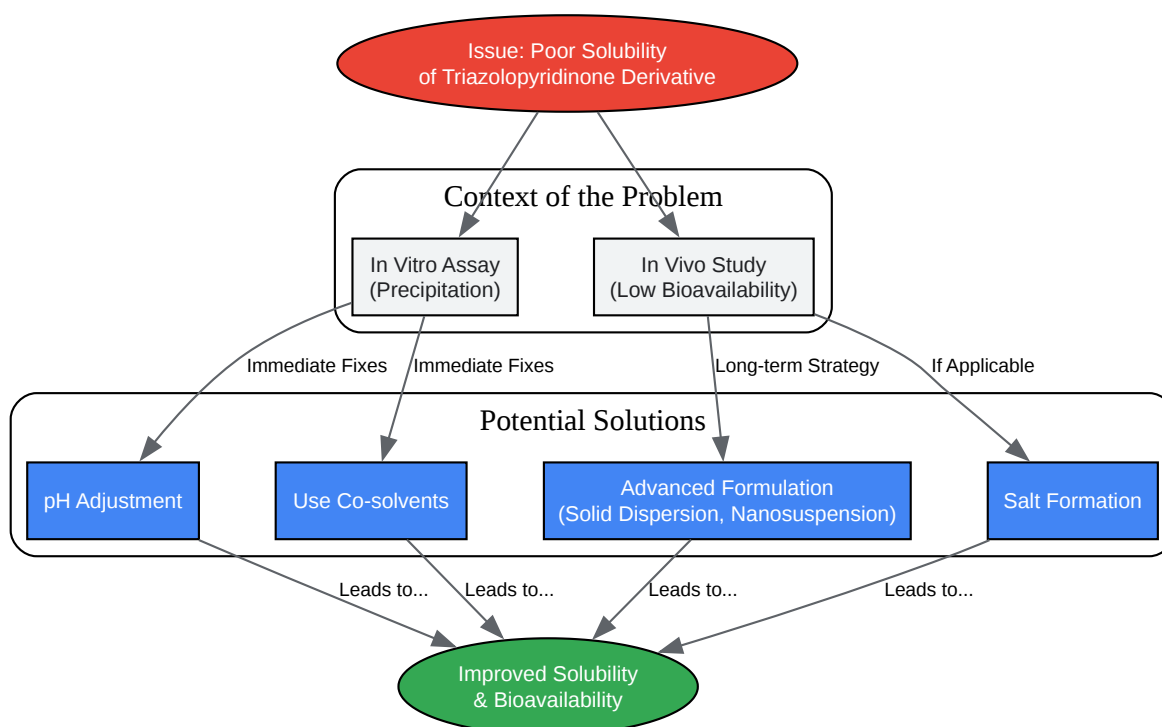 Issue: Poor Solubility
of Triazolopyridinone Derivative
Context of the Problem
In Vitro Assay
(Precipitation)
In Vivo Study
(Low Bioavailability)
Immediate Fixes
Immediate Fixes
Long-term Strategy
If Applicable
Potential Solutions
pH Adjustment
Use Co-solvents
Advanced Formulation
(Solid Dispersion, Nanosuspension)
Salt Formation
Leads to...
Leads to...
Leads to...
Leads to...
Improved Solubility
& Bioavailability